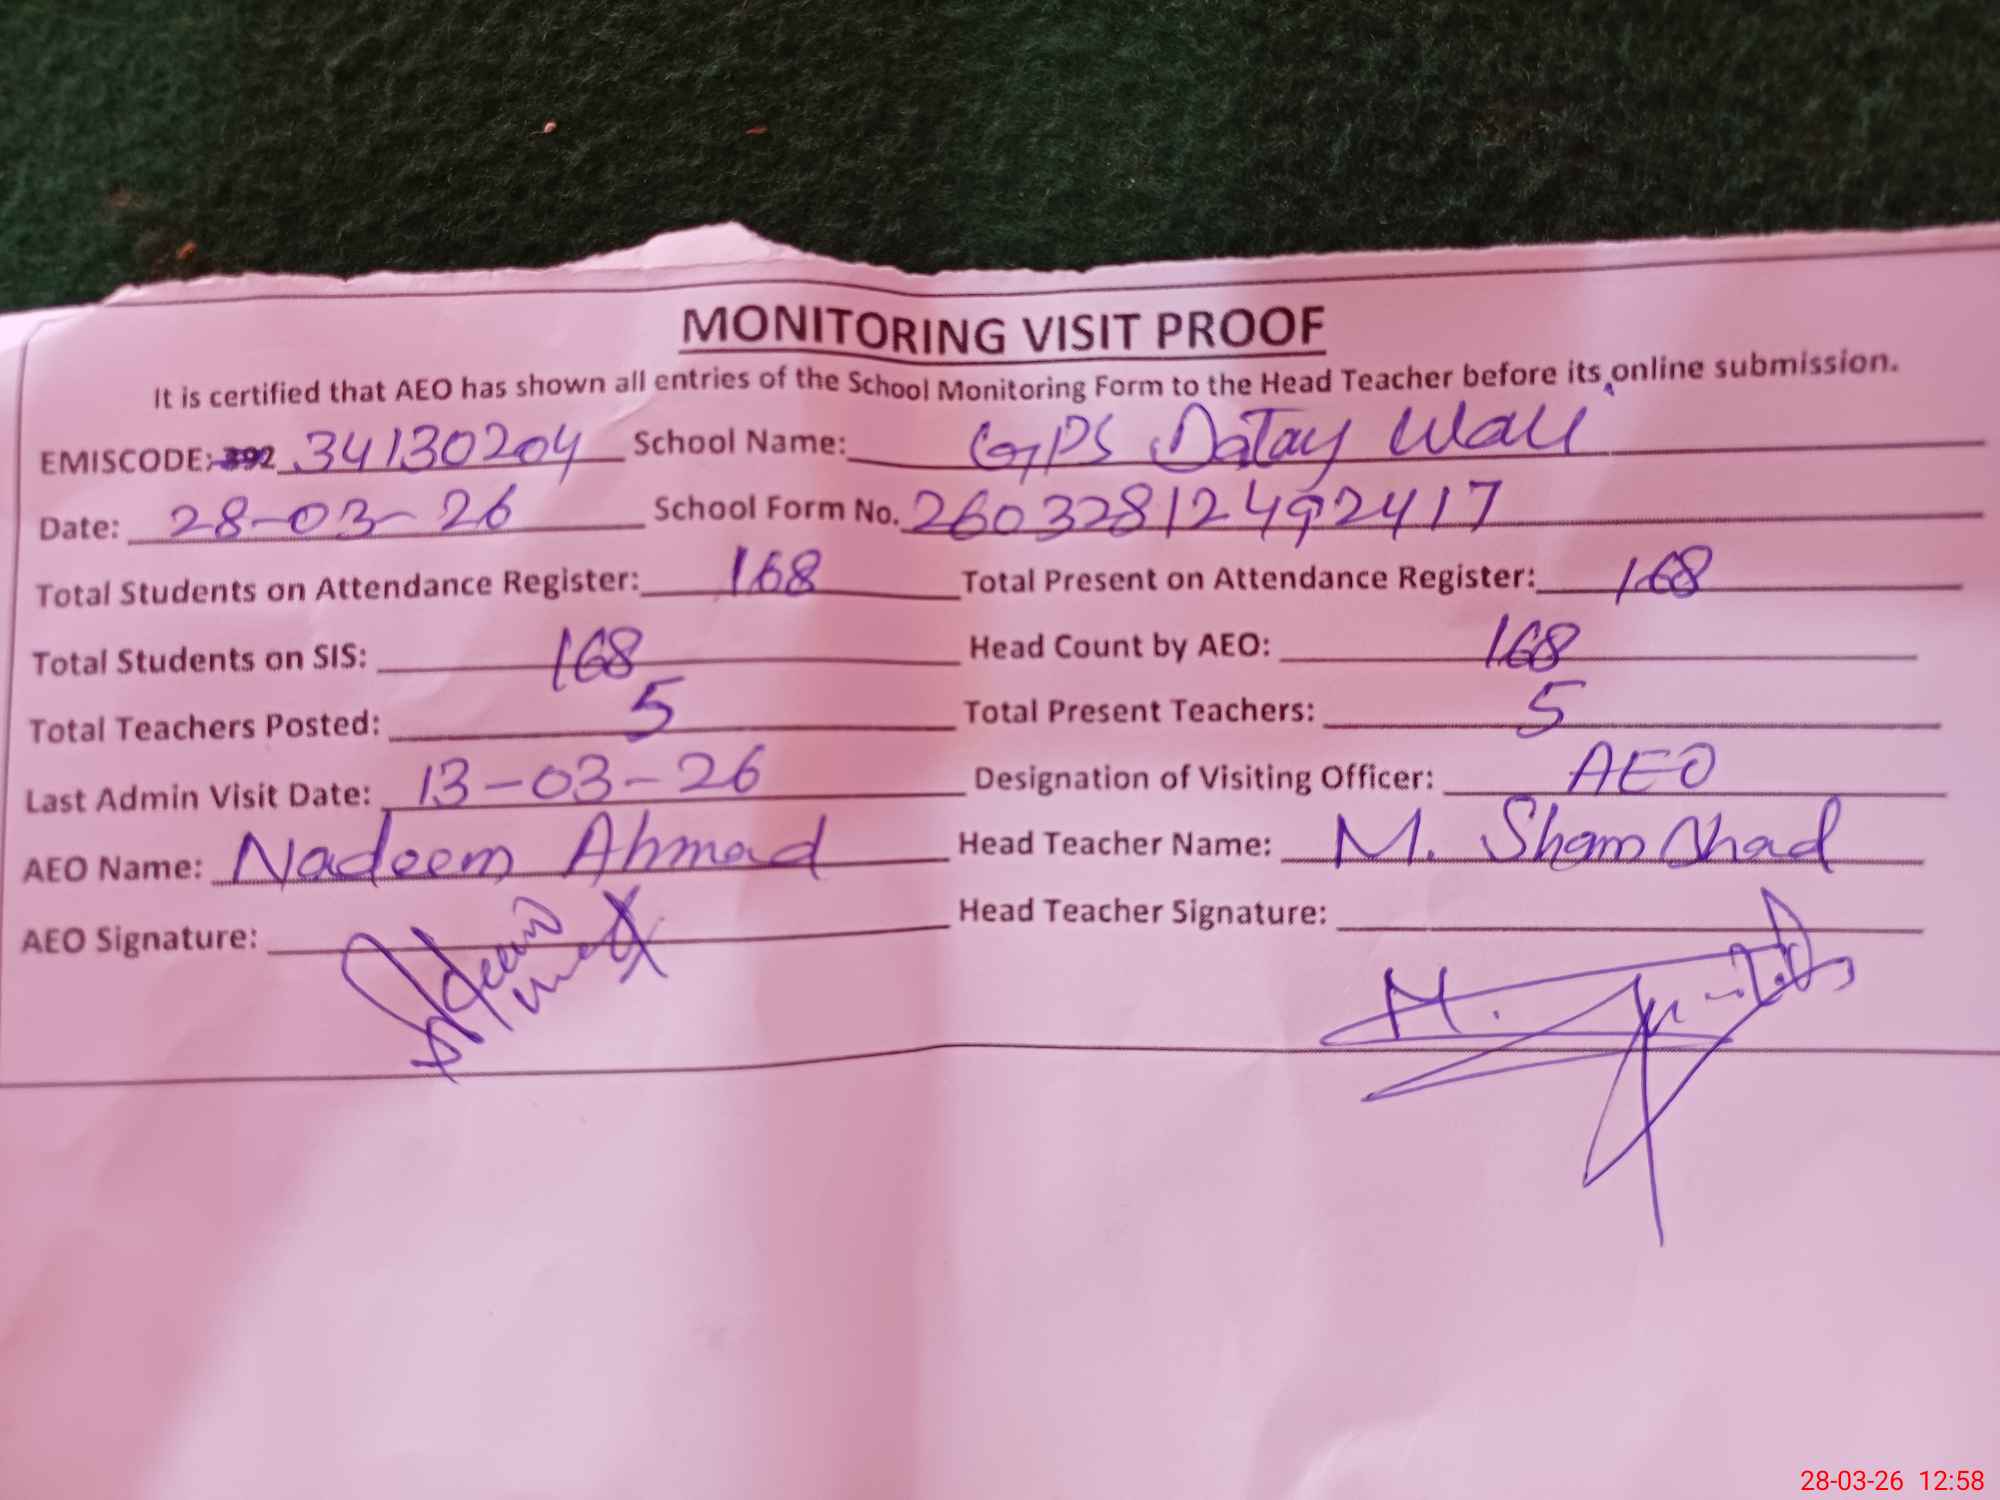 MONITORING VISIT PROOF
It is certified that AEO has shown all entries of the School Monitoring Form to the Head Teacher before its online submission.
EMISCODE: 392 34130204 School Name: GPS Datay Wali
Date: 28-03-26 School Form No. 26032812492417
Total Students on Attendance Register: 168 Total Present on Attendance Register: 168
Total Students on SIS: 168 Head Count by AEO: 168
Total Teachers Posted: 5 Total Present Teachers: 5
Last Admin Visit Date: 13-03-26 Designation of Visiting Officer: AEO
AEO Name: Nadeem Ahmad Head Teacher Name: M. Sham Shad
AEO Signature: Head Teacher Signature:
28-03-26 12:58